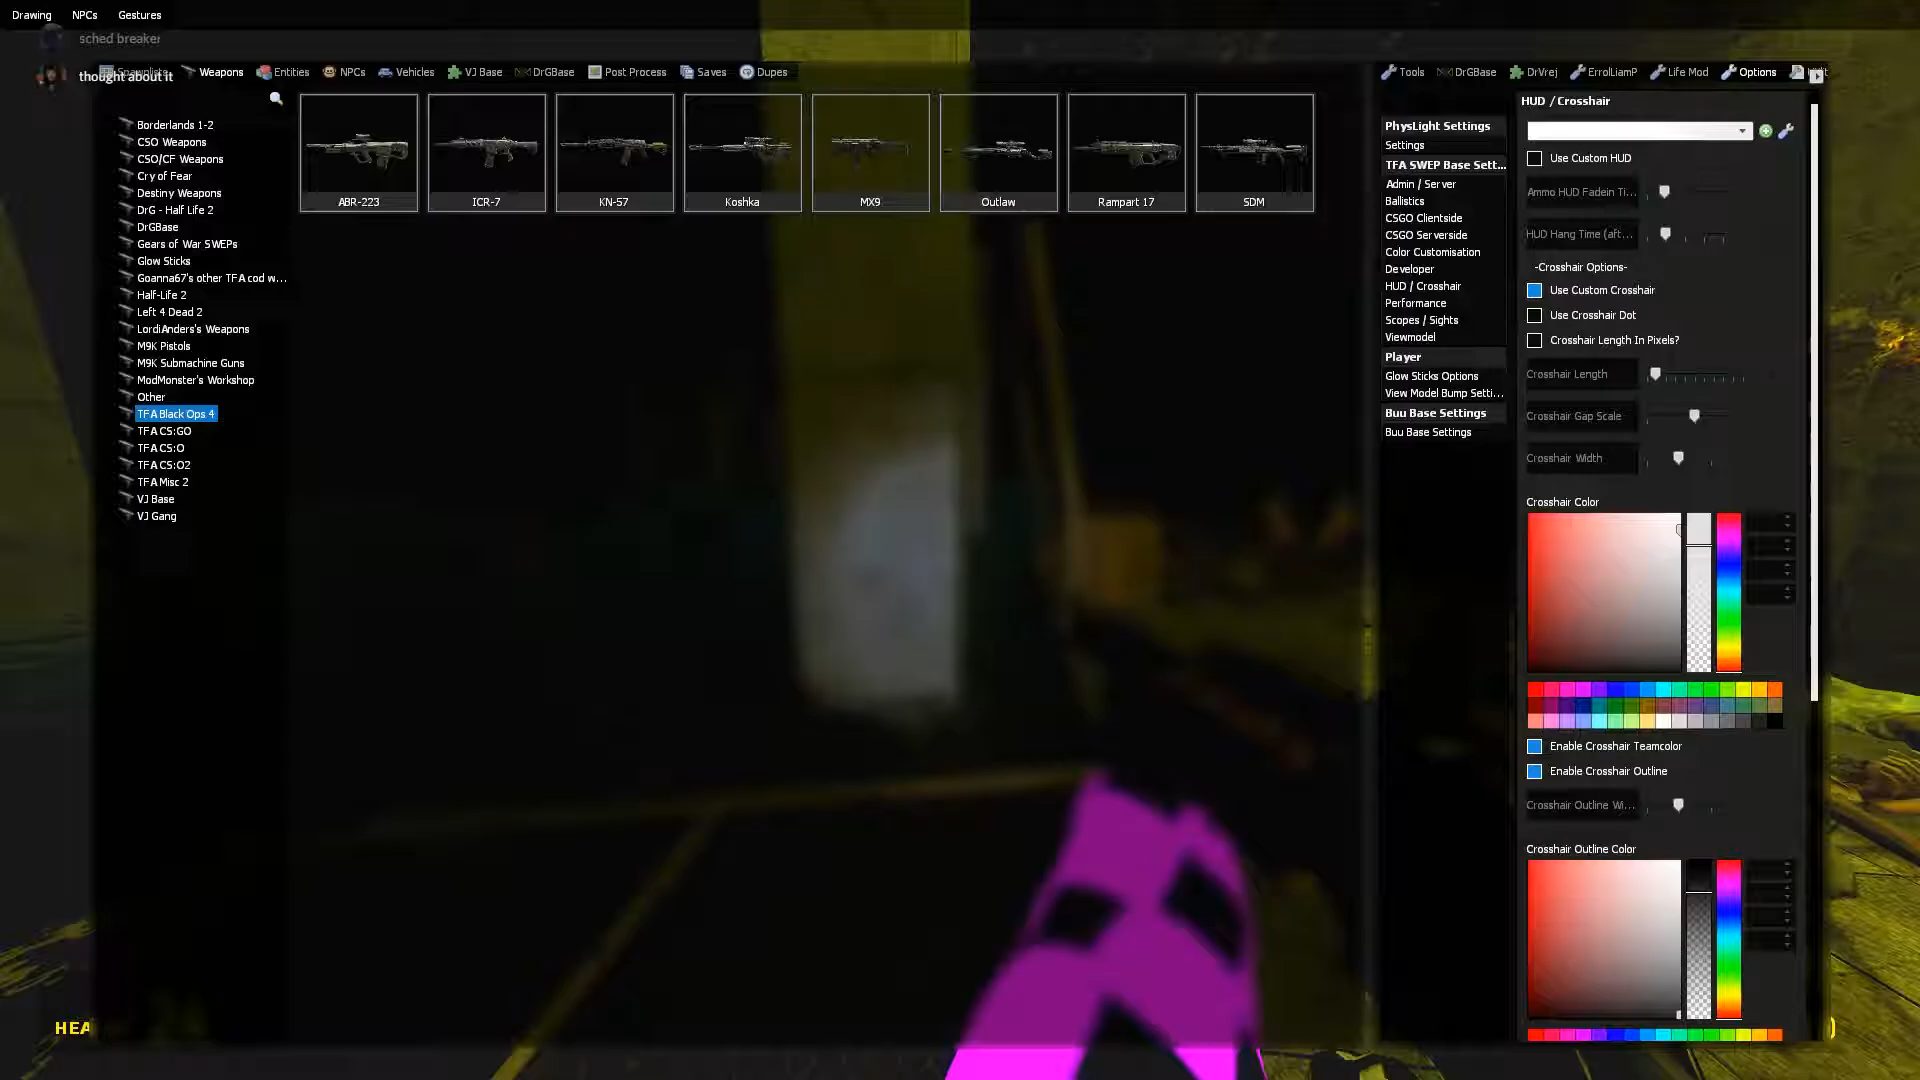 Drawing NPCs Gestures
sched breaker
thought about it
Weapons Entities NPCs Vehicles VJ Base DrGBase Post Process Saves Dupes
Tools DrGBase DrVrej ErrolLiamP Life Mod Options
Borderlands 1-2
CSO Weapons
CSO/CF Weapons
Cry of Fear
Destiny Weapons
DrG - Half Life 2
DrGBase
Gears of War SWEPs
Glow Sticks
Goanna67's other TFA cod w...
Half-Life 2
Left 4 Dead 2
LordiAnders's Weapons
M9K Pistols
M9K Submachine Guns
ModMonster's Workshop
Other
TFA Black Ops 4
TFA CS:GO
TFA CS:O
TFA CS:O2
TFA Misc 2
VJ Base
VJ Gang
ABR-223 ICR-7 KN-57 Koshka MX9 Outlaw Rampart 17 SDM
PhysLight Settings
Settings
TFA SWEP Base Sett...
Admin / Server
Ballistics
CSGO Clientside
CSGO Serverside
Color Customisation
Developer
HUD / Crosshair
Performance
Scopes / Sights
Viewmodel
Player
Glow Sticks Options
View Model Bump Setti...
Buu Base Settings
Buu Base Settings
HUD / Crosshair
Use Custom HUD
Ammo HUD Fadein Ti...
HUD Hang Time (aft...
-Crosshair Options-
Use Custom Crosshair
Use Crosshair Dot
Crosshair Length In Pixels?
Crosshair Length
Crosshair Gap Scale
Crosshair Width
Crosshair Color
Enable Crosshair Teamcolor
Enable Crosshair Outline
Crosshair Outline Wi...
Crosshair Outline Color
HEA